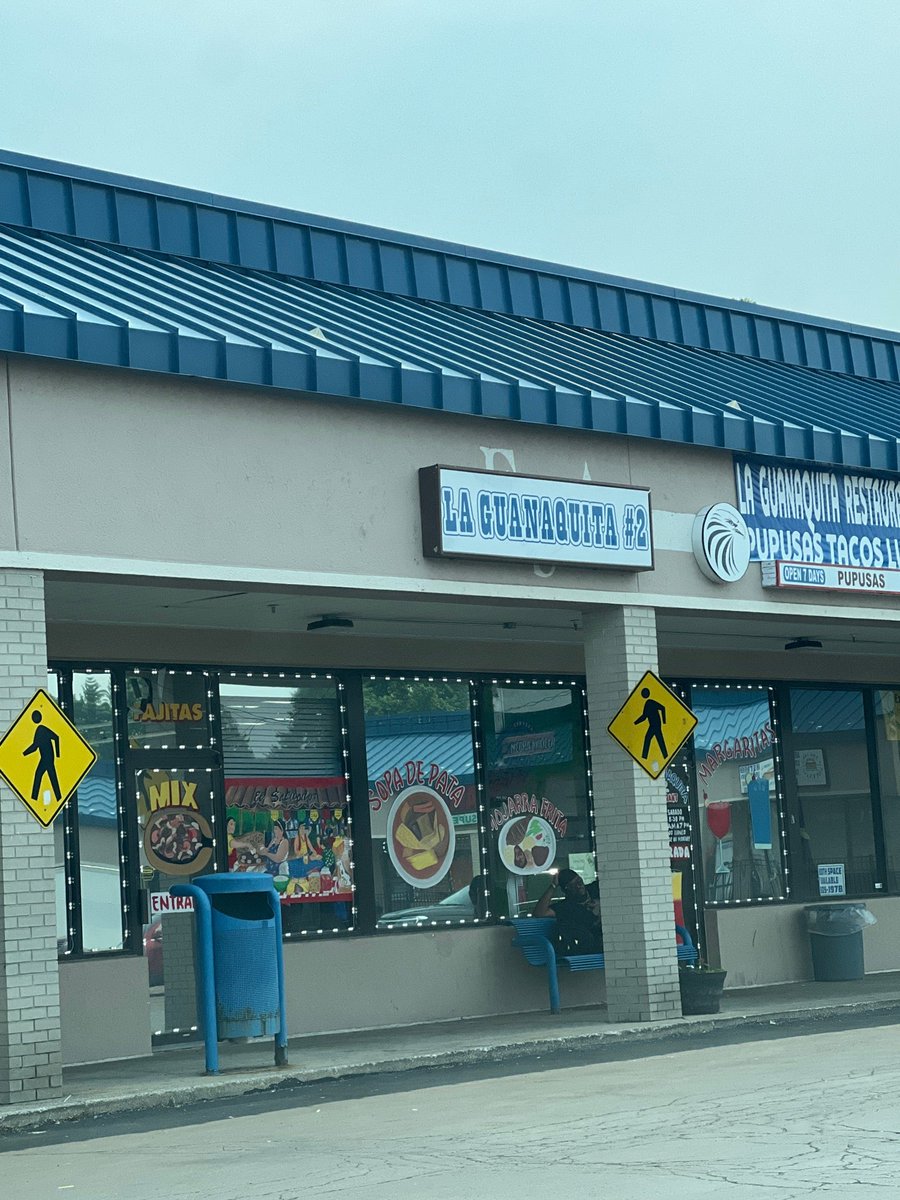 LA GUANAQUITA #2
LA GUANAQUITA RESTAURA
PUPUSAS TACOS
OPEN 7 DAYS
PUPUSAS
FAJITAS
MIX
SOPA DE PATA
MOJARRA FRITA
MARGARITAS
ENTRA